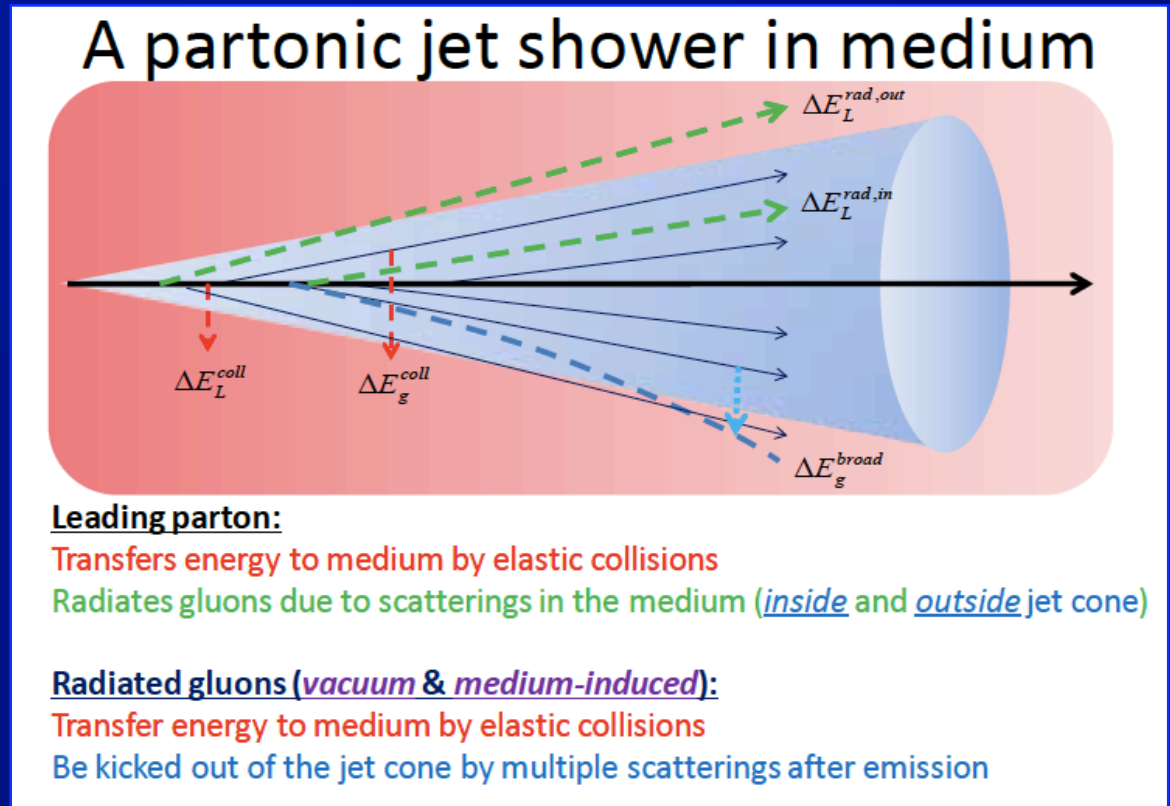 A partonic jet shower in medium
ΔE_L^{rad,out}
ΔE_L^{rad,in}
ΔE_L^{coll}
ΔE_g^{coll}
ΔE_g^{broad}
Leading parton:
Transfers energy to medium by elastic collisions
Radiates gluons due to scatterings in the medium (inside and outside jet cone)
Radiated gluons (vacuum & medium-induced):
Transfer energy to medium by elastic collisions
Be kicked out of the jet cone by multiple scatterings after emission